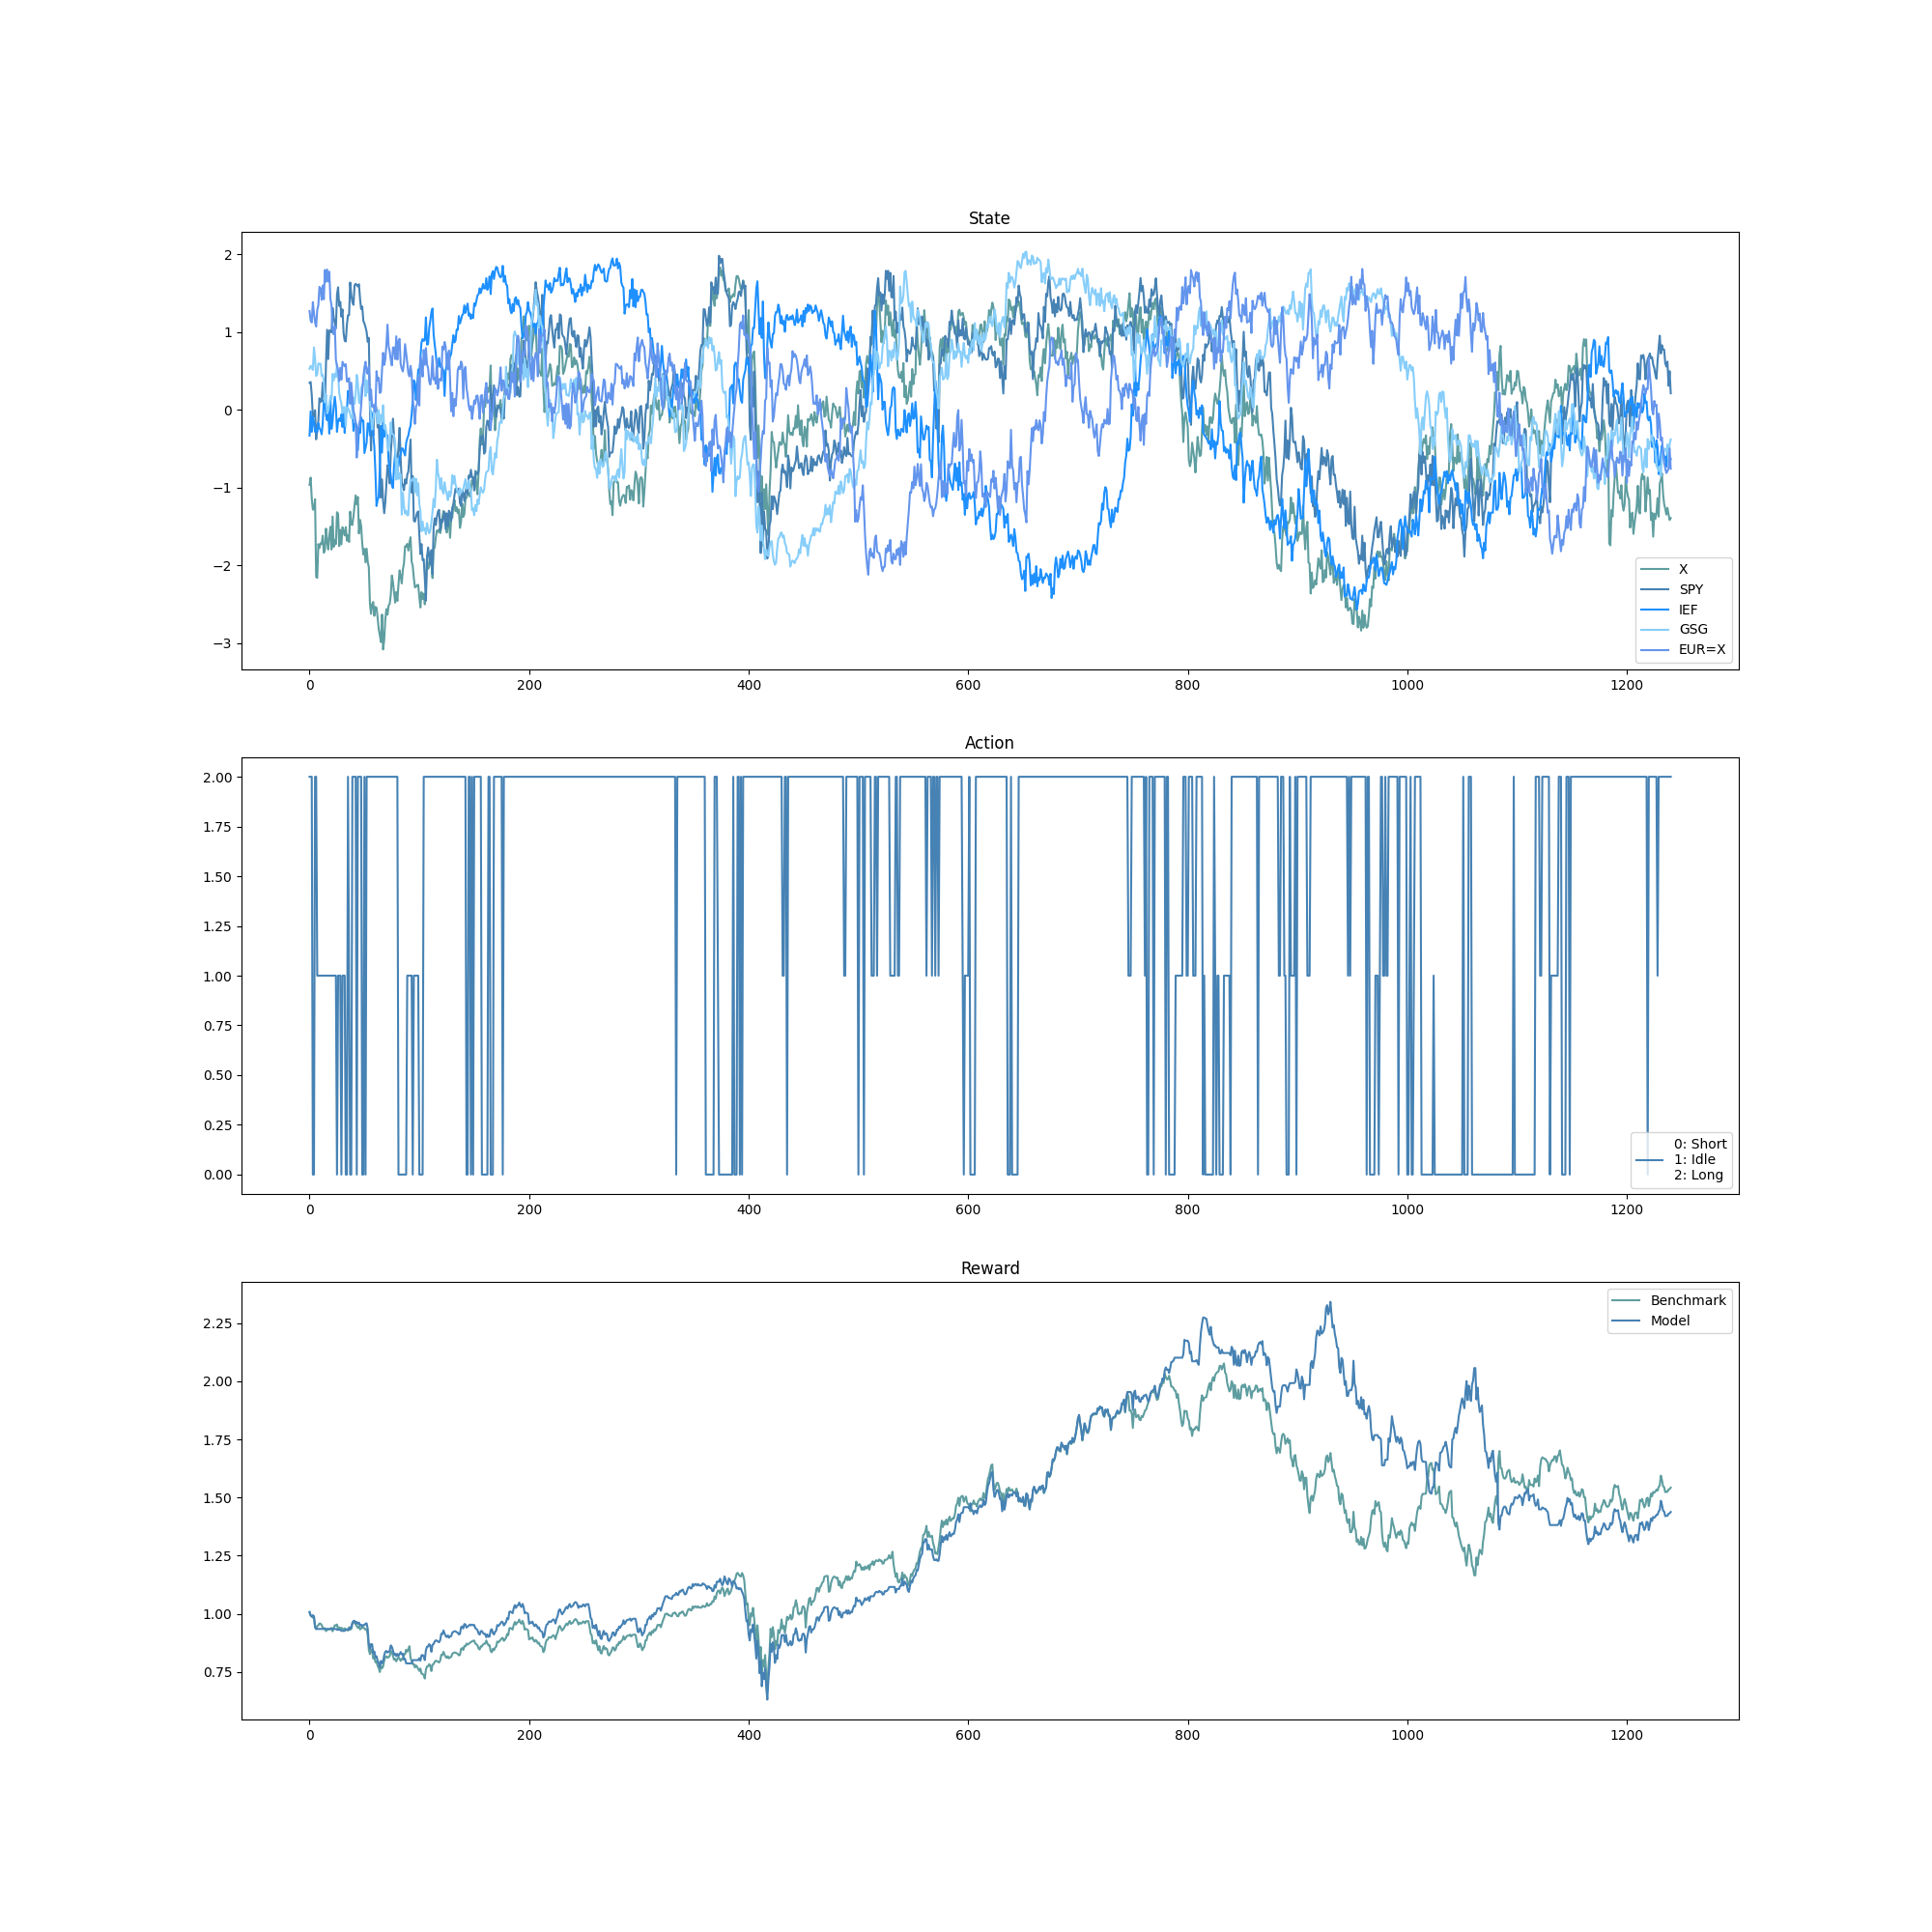 State
2
1
0
−1
−2
−3
0 200 400 600 800 1000 1200
X
SPY
IEF
GSG
EUR=X
Action
2.00
1.75
1.50
1.25
1.00
0.75
0.50
0.25
0.00
0 200 400 600 800 1000 1200
0: Short
1: Idle
2: Long
Reward
2.25
2.00
1.75
1.50
1.25
1.00
0.75
0 200 400 600 800 1000 1200
Benchmark
Model